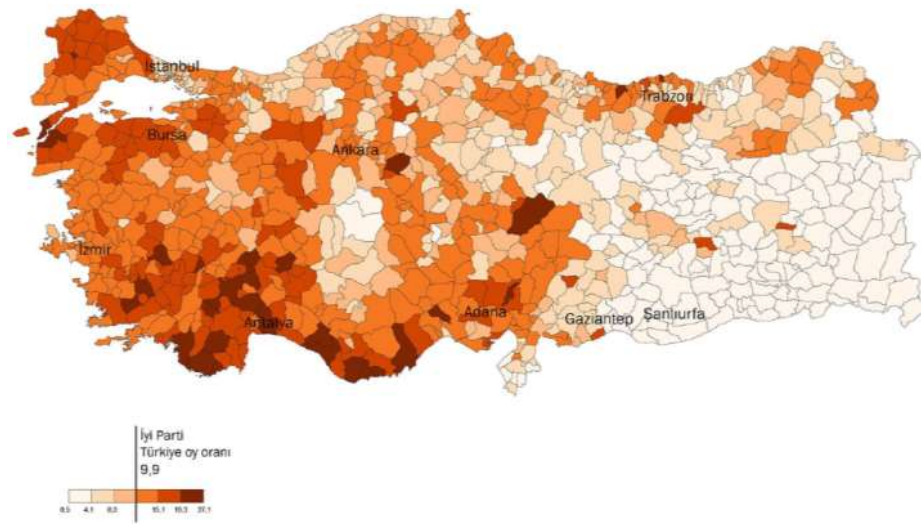 İstanbul
Trabzon
Bursa
Ankara
İzmir
Antalya
Adana
Gaziantep
Şanlıurfa
İyi Parti
Türkiye oy oranı
9,9